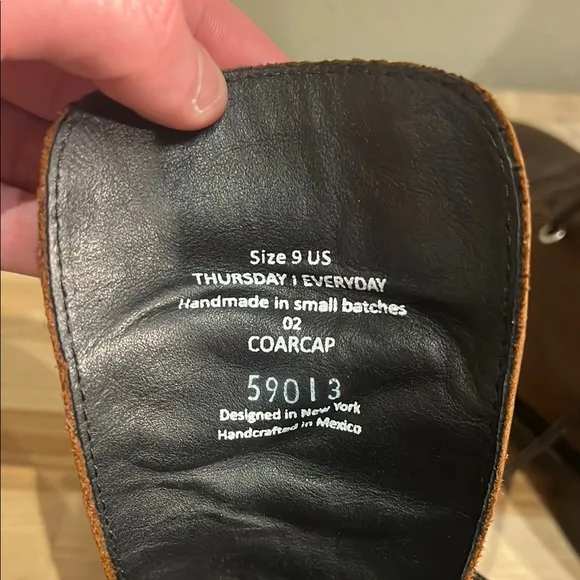 Size 9 US
THURSDAY | EVERYDAY
Handmade in small batches
02
COARCAP
59013
Designed in New York
Handcrafted in Mexico